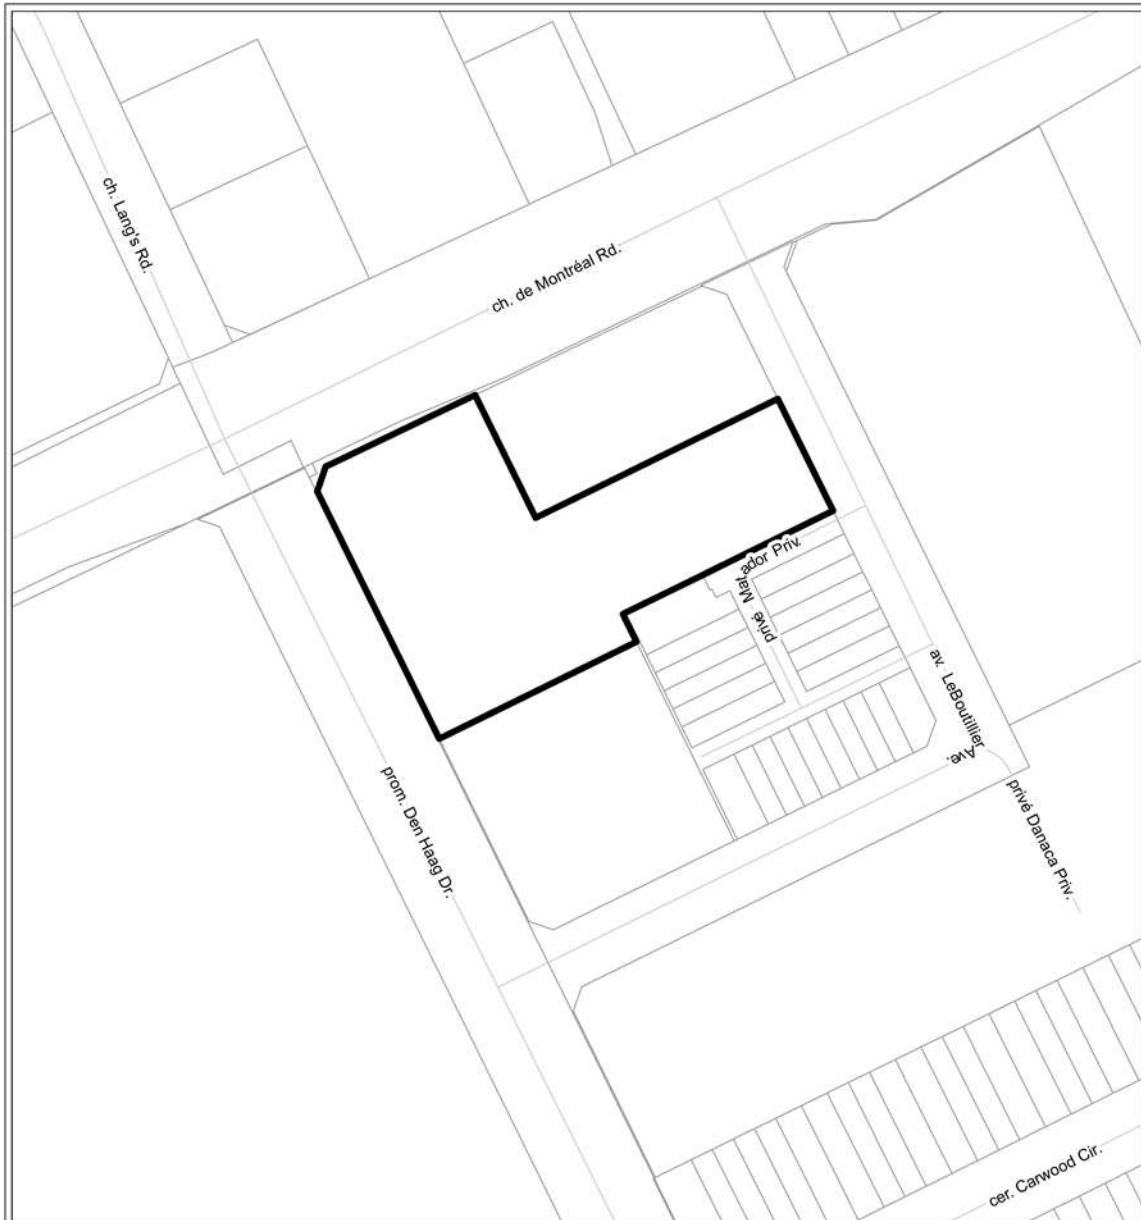 ch. Lang's Rd.
ch. de Montréal Rd.
privé Matador Priv.
av. LeBoutillier Ave.
prom. Den Haag Dr.
privé Danaca Priv.
cer. Carwood Cir.